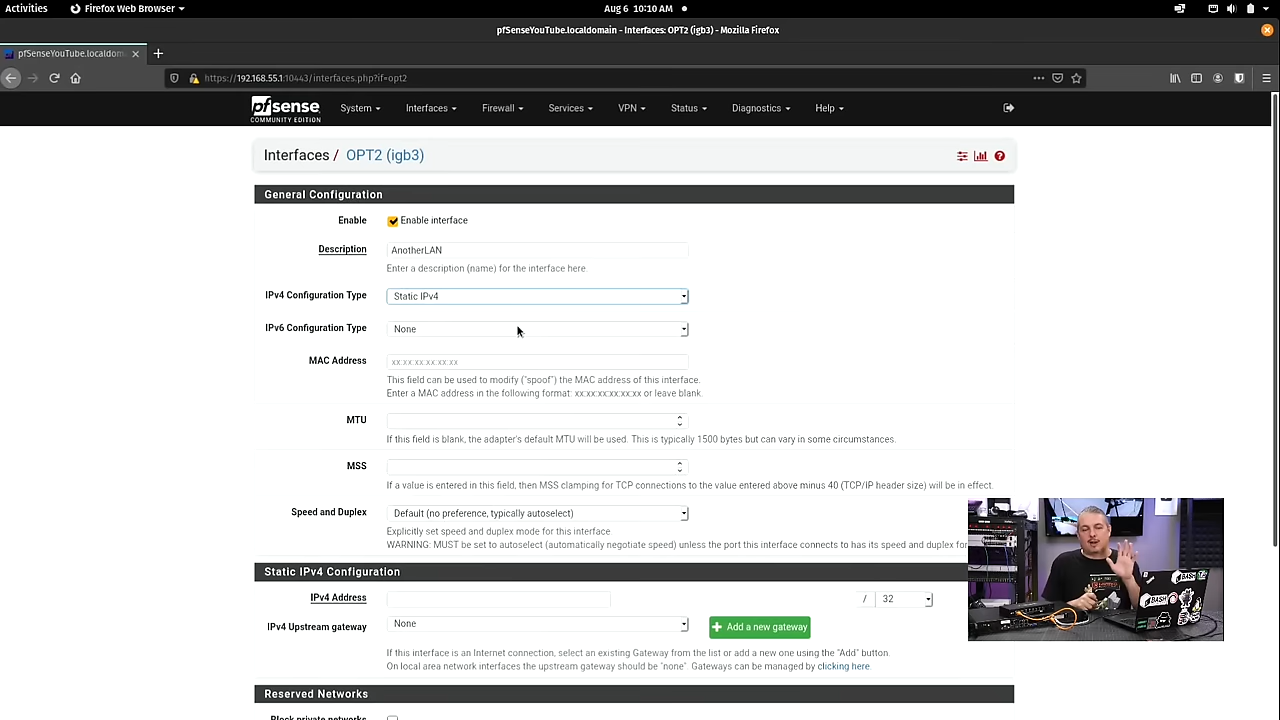 Activities
Firefox Web Browser
Aug 6 10:10 AM
pfSenseYouTube.localdomain - Interfaces: OPT2 (igb3) - Mozilla Firefox
pfSenseYouTube.localdomain
https://192.168.55.1:10443/interfaces.php?if=opt2
pfsense
COMMUNITY EDITION
System
Interfaces
Firewall
Services
VPN
Status
Diagnostics
Help
Interfaces / OPT2 (igb3)
General Configuration
Enable
Enable interface
Description
AnotherLAN
Enter a description (name) for the interface here.
IPv4 Configuration Type
Static IPv4
IPv6 Configuration Type
None
MAC Address
xx:xx:xx:xx:xx:xx
This field can be used to modify ("spoof") the MAC address of this interface.
Enter a MAC address in the following format: xx:xx:xx:xx:xx:xx or leave blank.
MTU
If this field is blank, the adapter's default MTU will be used. This is typically 1500 bytes but can vary in some circumstances.
MSS
If a value is entered in this field, then MSS clamping for TCP connections to the value entered above minus 40 (TCP/IP header size) will be in effect.
Speed and Duplex
Default (no preference, typically autoselect)
Explicitly set speed and duplex mode for this interface.
WARNING: MUST be set to autoselect (automatically negotiate speed) unless the port this interface connects to has its speed and duplex for
Static IPv4 Configuration
IPv4 Address
/
32
IPv4 Upstream gateway
None
Add a new gateway
If this interface is an Internet connection, select an existing Gateway from the list or add a new one using the "Add" button.
On local area network interfaces the upstream gateway should be "none". Gateways can be managed by clicking here.
Reserved Networks
Block private networks
BASH
BASH